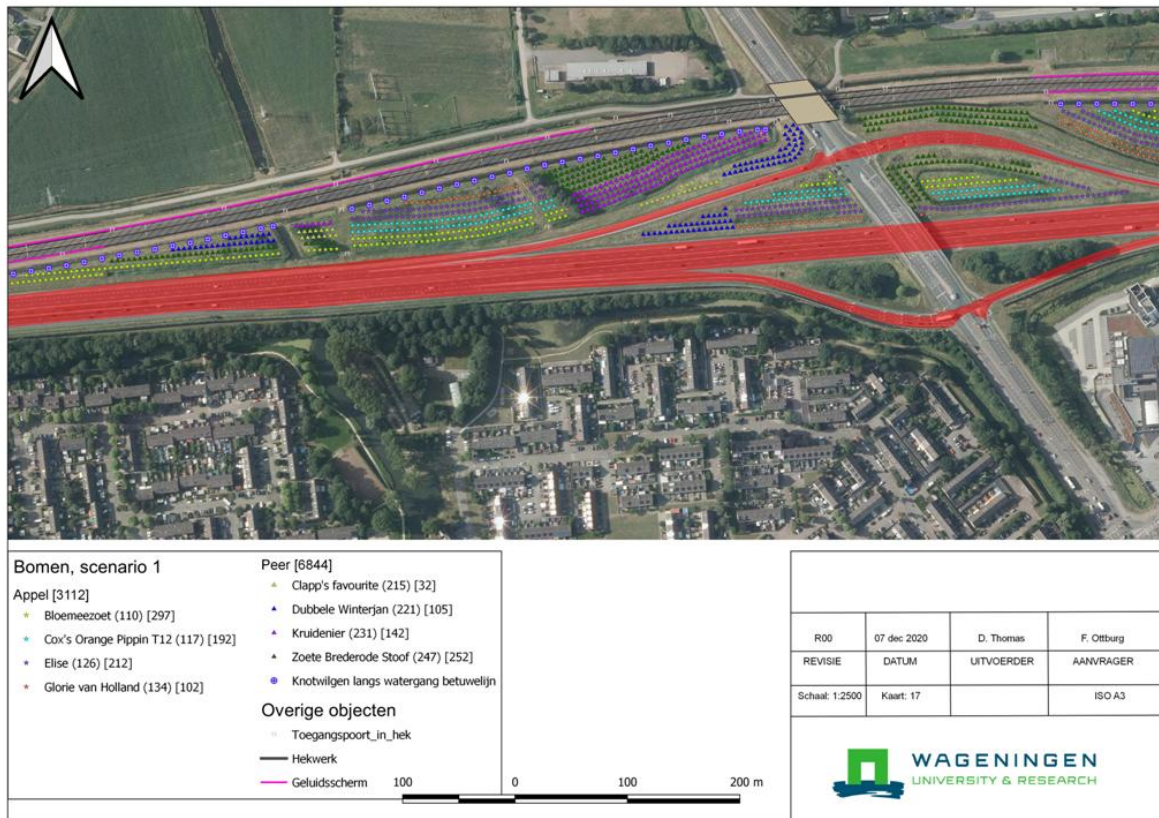 Bomen, scenario 1
Appel [3112]
Bloemeezoet (110) [297]
Cox's Orange Pippin T12 (117) [192]
Elise (126) [212]
Glorie van Holland (134) [102]
Peer [6844]
Clapp's favourite (215) [32]
Dubbele Winterjan (221) [105]
Kruidenier (231) [142]
Zoete Brederode Stoof (247) [252]
Knotwilgen langs watergang betuwelijn
Overige objecten
Toegangspoort_in_hek
Hekwerk
Geluidsscherm
100 0 100 200 m
R00 07 dec 2020 D. Thomas F. Ottburg
REVISIE DATUM UITVOERDER AANVRAGER
Schaal: 1:2500 Kaart: 17 ISO A3
WAGENINGEN
UNIVERSITY & RESEARCH